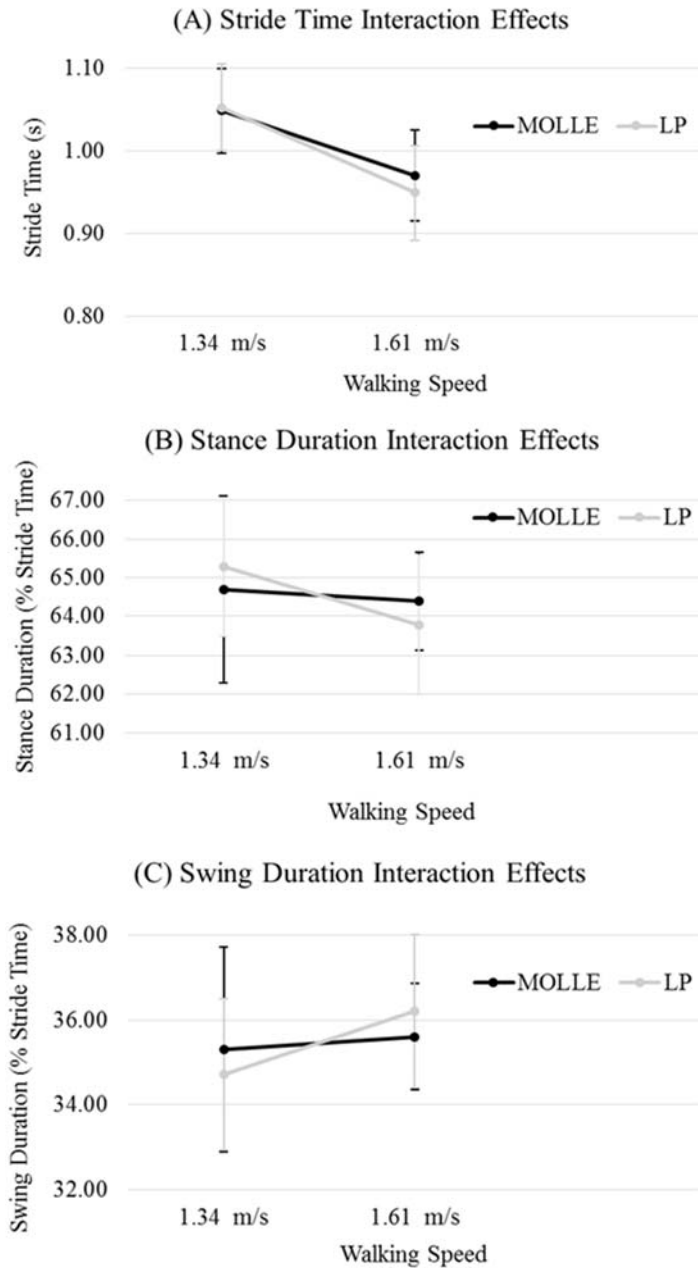 (A) Stride Time Interaction Effects
1.10
MOLLE LP
1.00
0.90
0.80
Stride Time (s)
1.34 m/s 1.61 m/s
Walking Speed
(B) Stance Duration Interaction Effects
67.00
MOLLE LP
66.00
65.00
64.00
63.00
62.00
61.00
Stance Duration (% Stride Time)
1.34 m/s 1.61 m/s
Walking Speed
(C) Swing Duration Interaction Effects
38.00
MOLLE LP
36.00
34.00
32.00
Swing Duration (% Stride Time)
1.34 m/s 1.61 m/s
Walking Speed